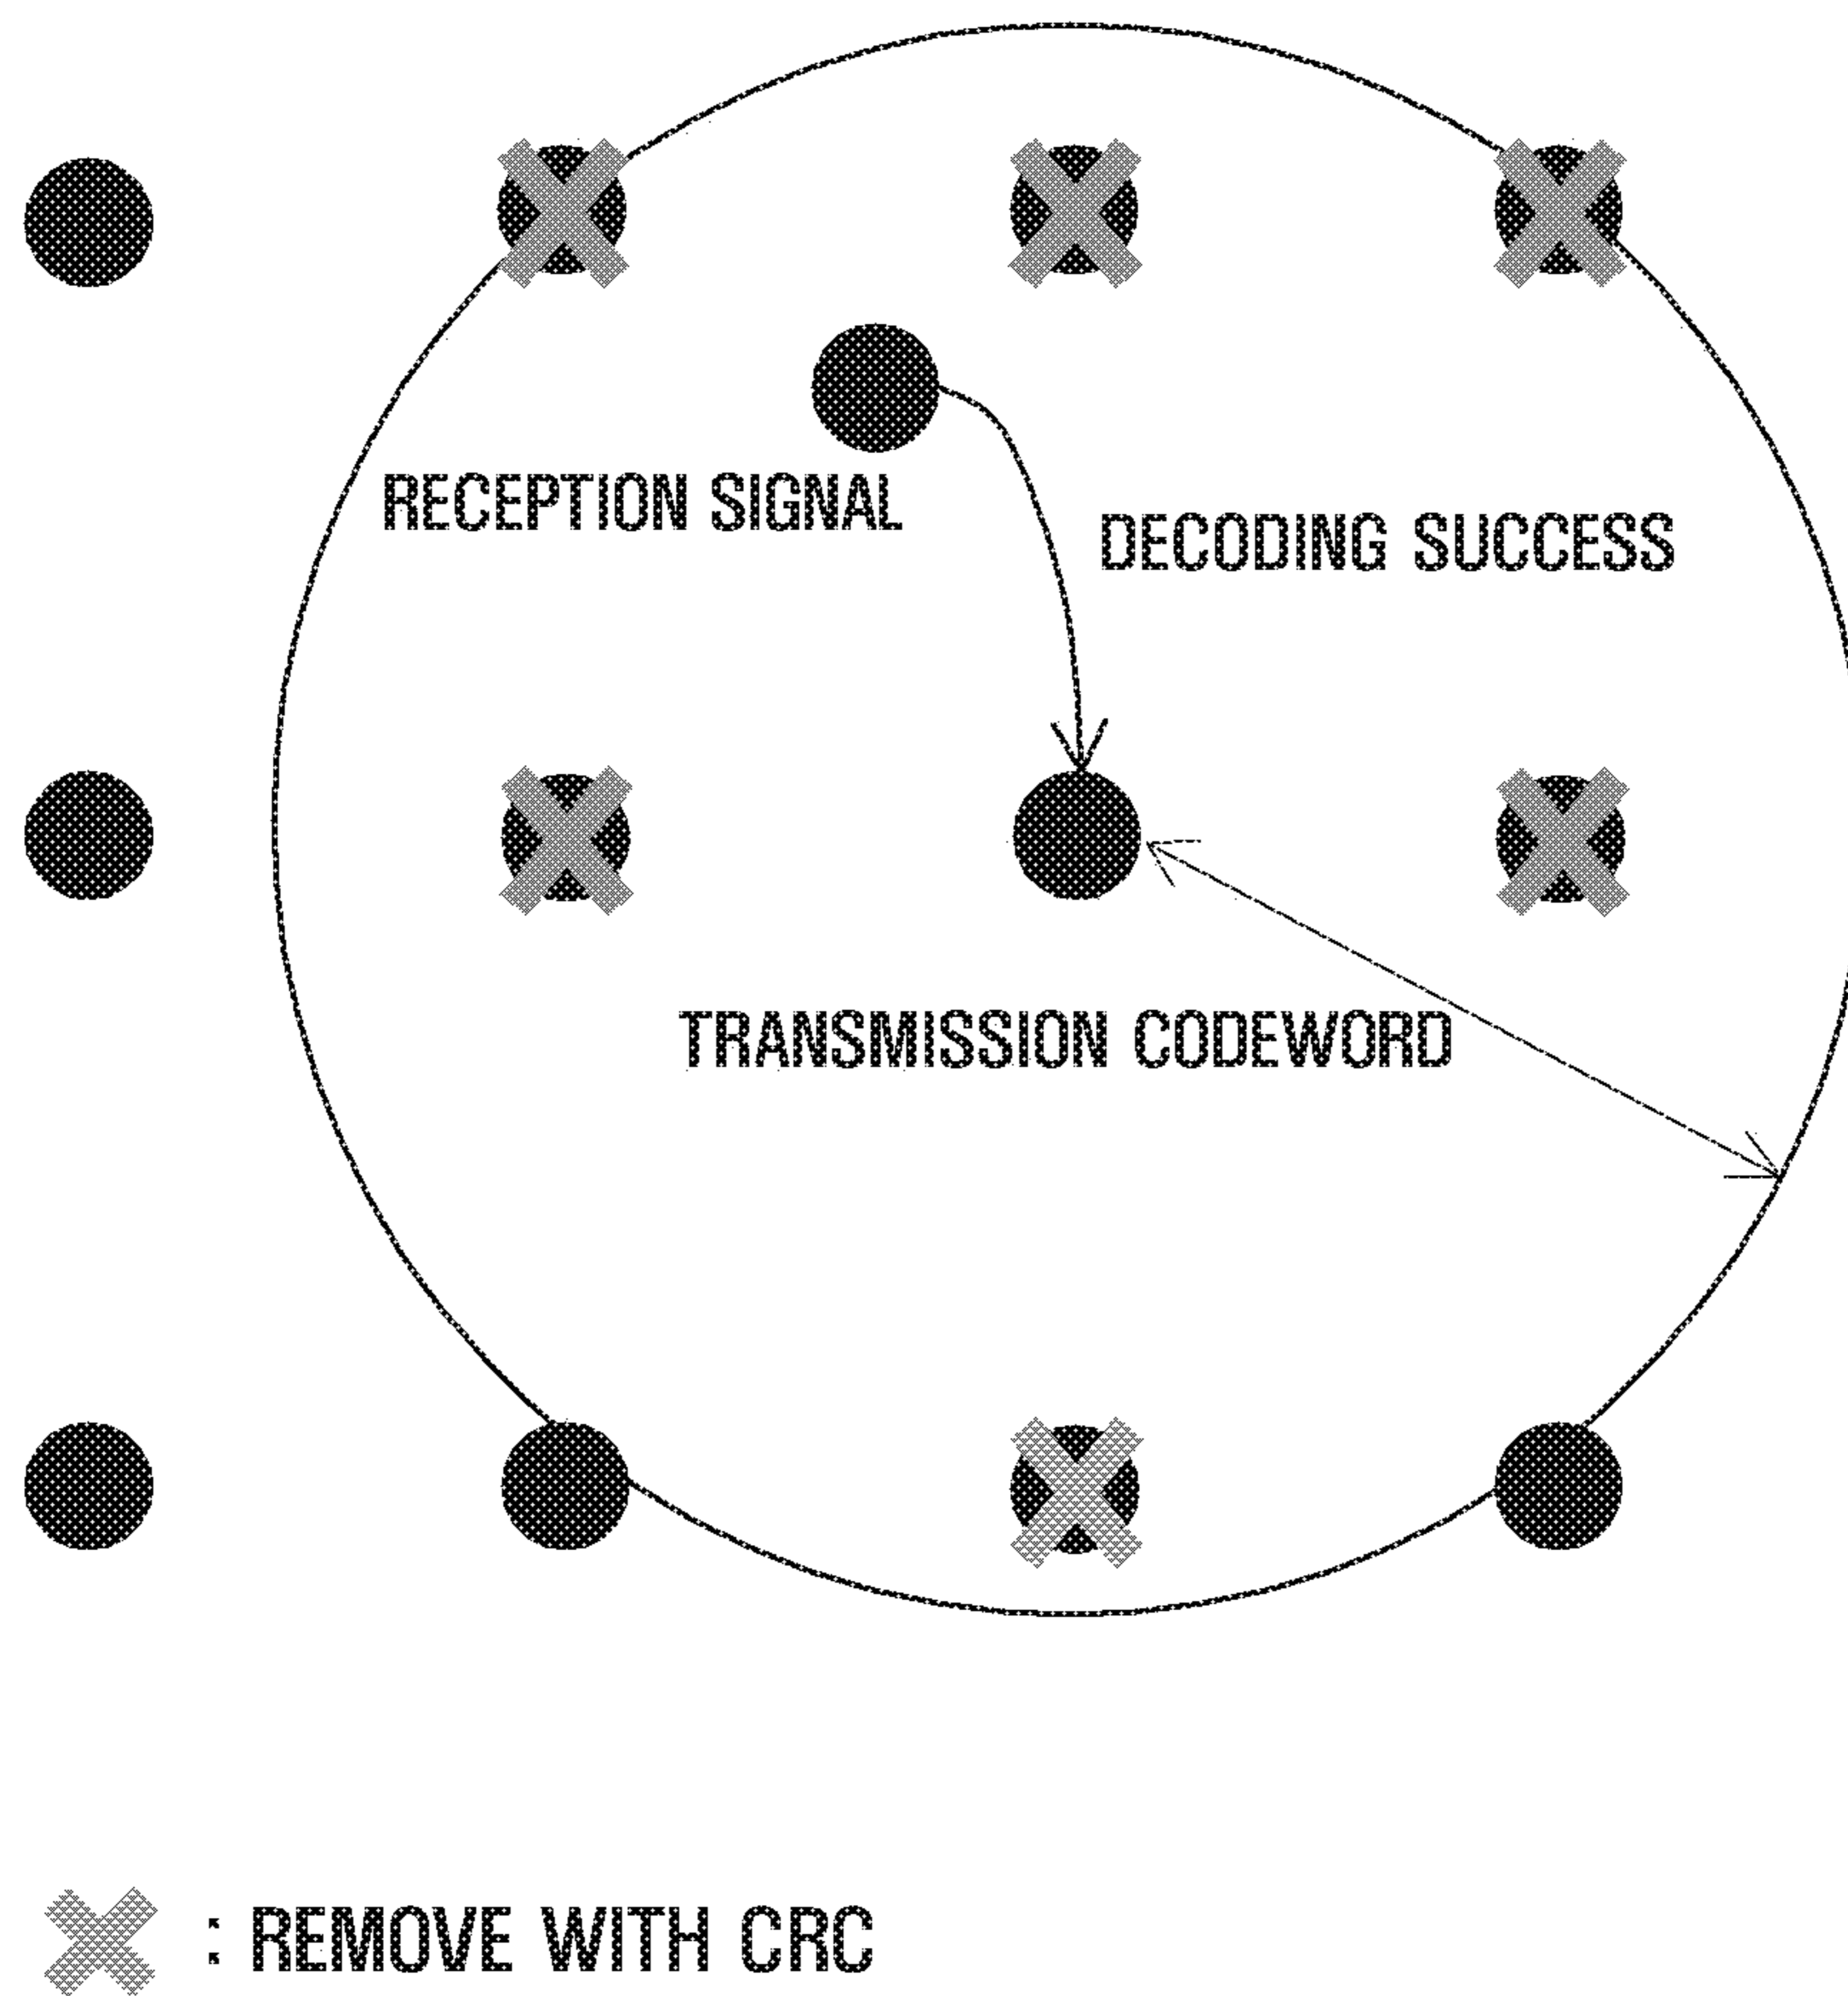 RECEPTION SIGNAL
DECODING SUCCESS
TRANSMISSION CODEWORD
: REMOVE WITH CRC